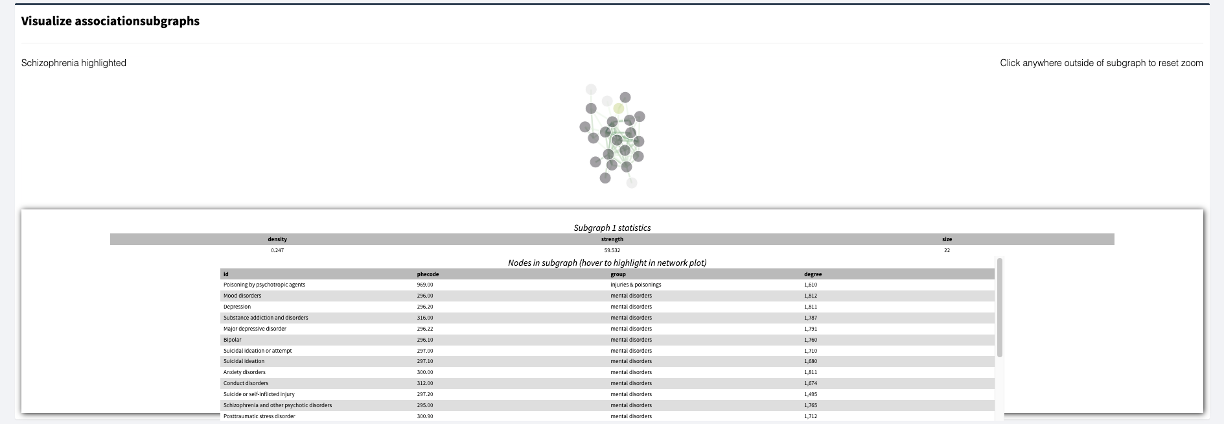 Visualize associationsubgraphs
Schizophrenia highlighted Click anywhere outside of subgraph to reset zoom
Subgraph 1 statistics
density strength size
0.247 59.532 22
Nodes in subgraph (hover to highlight in network plot)
id phecode group degree
Poisoning by psychotropic agents 969.00 injuries & poisonings 1,610
Mood disorders 296.00 mental disorders 1,812
Depression 296.20 mental disorders 1,811
Substance addiction and disorders 316.00 mental disorders 1,787
Major depressive disorder 296.22 mental disorders 1,791
Bipolar 296.10 mental disorders 1,760
Suicidal ideation or attempt 297.00 mental disorders 1,710
Suicidal ideation 297.10 mental disorders 1,680
Anxiety disorders 300.00 mental disorders 1,811
Conduct disorders 312.00 mental disorders 1,674
Suicide or self-inflicted injury 297.20 mental disorders 1,495
Schizophrenia and other psychotic disorders 295.00 mental disorders 1,765
Posttraumatic stress disorder 300.90 mental disorders 1,712